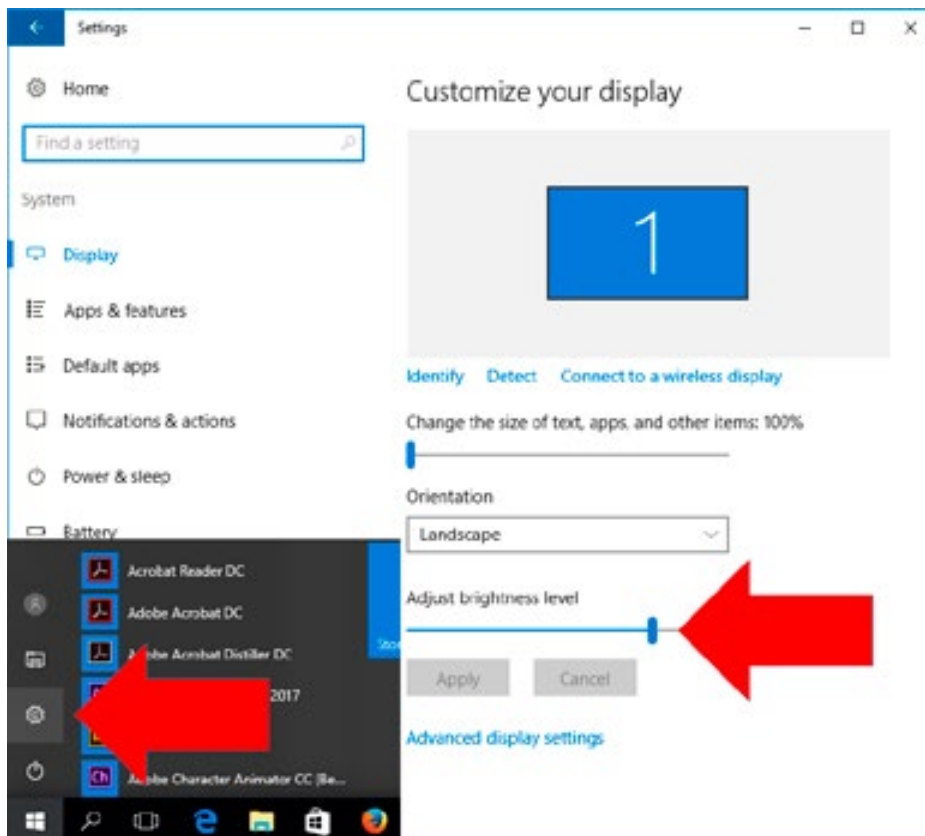 Settings
Home
Find a setting
System
Display
Apps & features
Default apps
Notifications & actions
Power & sleep
Battery
Customize your display
1
Identify Detect Connect to a wireless display
Change the size of text, apps, and other items: 100%
Orientation
Landscape
Adjust brightness level
Apply Cancel
Advanced display settings
Acrobat Reader DC
Adobe Acrobat DC
Adobe Acrobat Distiller DC
2017
Ch Adobe Character Animator CC (Be...